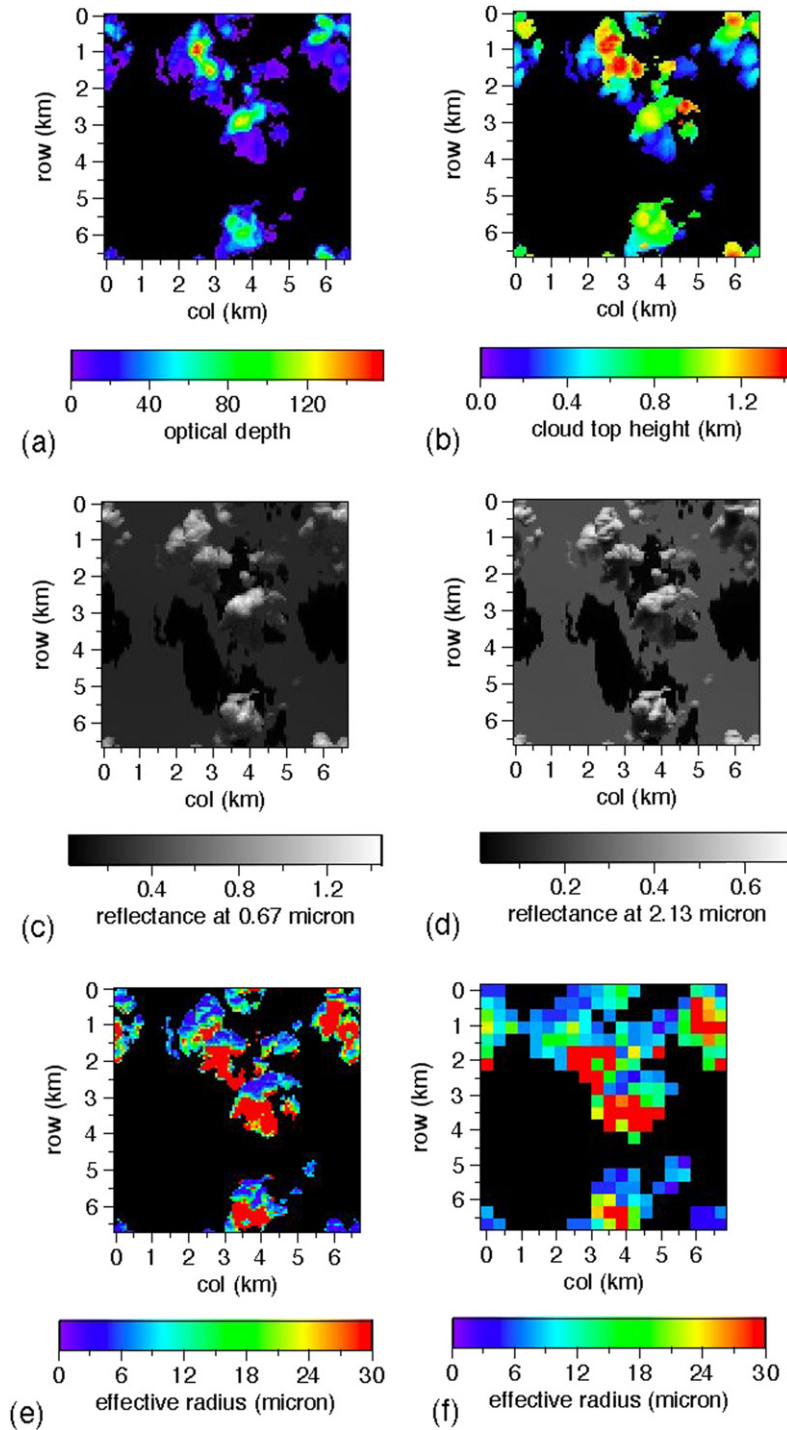 0
1
2
3
4
5
6
row (km)
0 1 2 3 4 5 6
col (km)
0 40 80 120
optical depth
(a)
0
1
2
3
4
5
6
row (km)
0 1 2 3 4 5 6
col (km)
0.0 0.4 0.8 1.2
cloud top height (km)
(b)
0
1
2
3
4
5
6
row (km)
0 1 2 3 4 5 6
col (km)
0.4 0.8 1.2
reflectance at 0.67 micron
(c)
0
1
2
3
4
5
6
row (km)
0 1 2 3 4 5 6
col (km)
0.2 0.4 0.6
reflectance at 2.13 micron
(d)
0
1
2
3
4
5
6
row (km)
0 1 2 3 4 5 6
col (km)
0 6 12 18 24 30
effective radius (micron)
(e)
0
1
2
3
4
5
6
row (km)
0 1 2 3 4 5 6
col (km)
0 6 12 18 24 30
effective radius (micron)
(f)